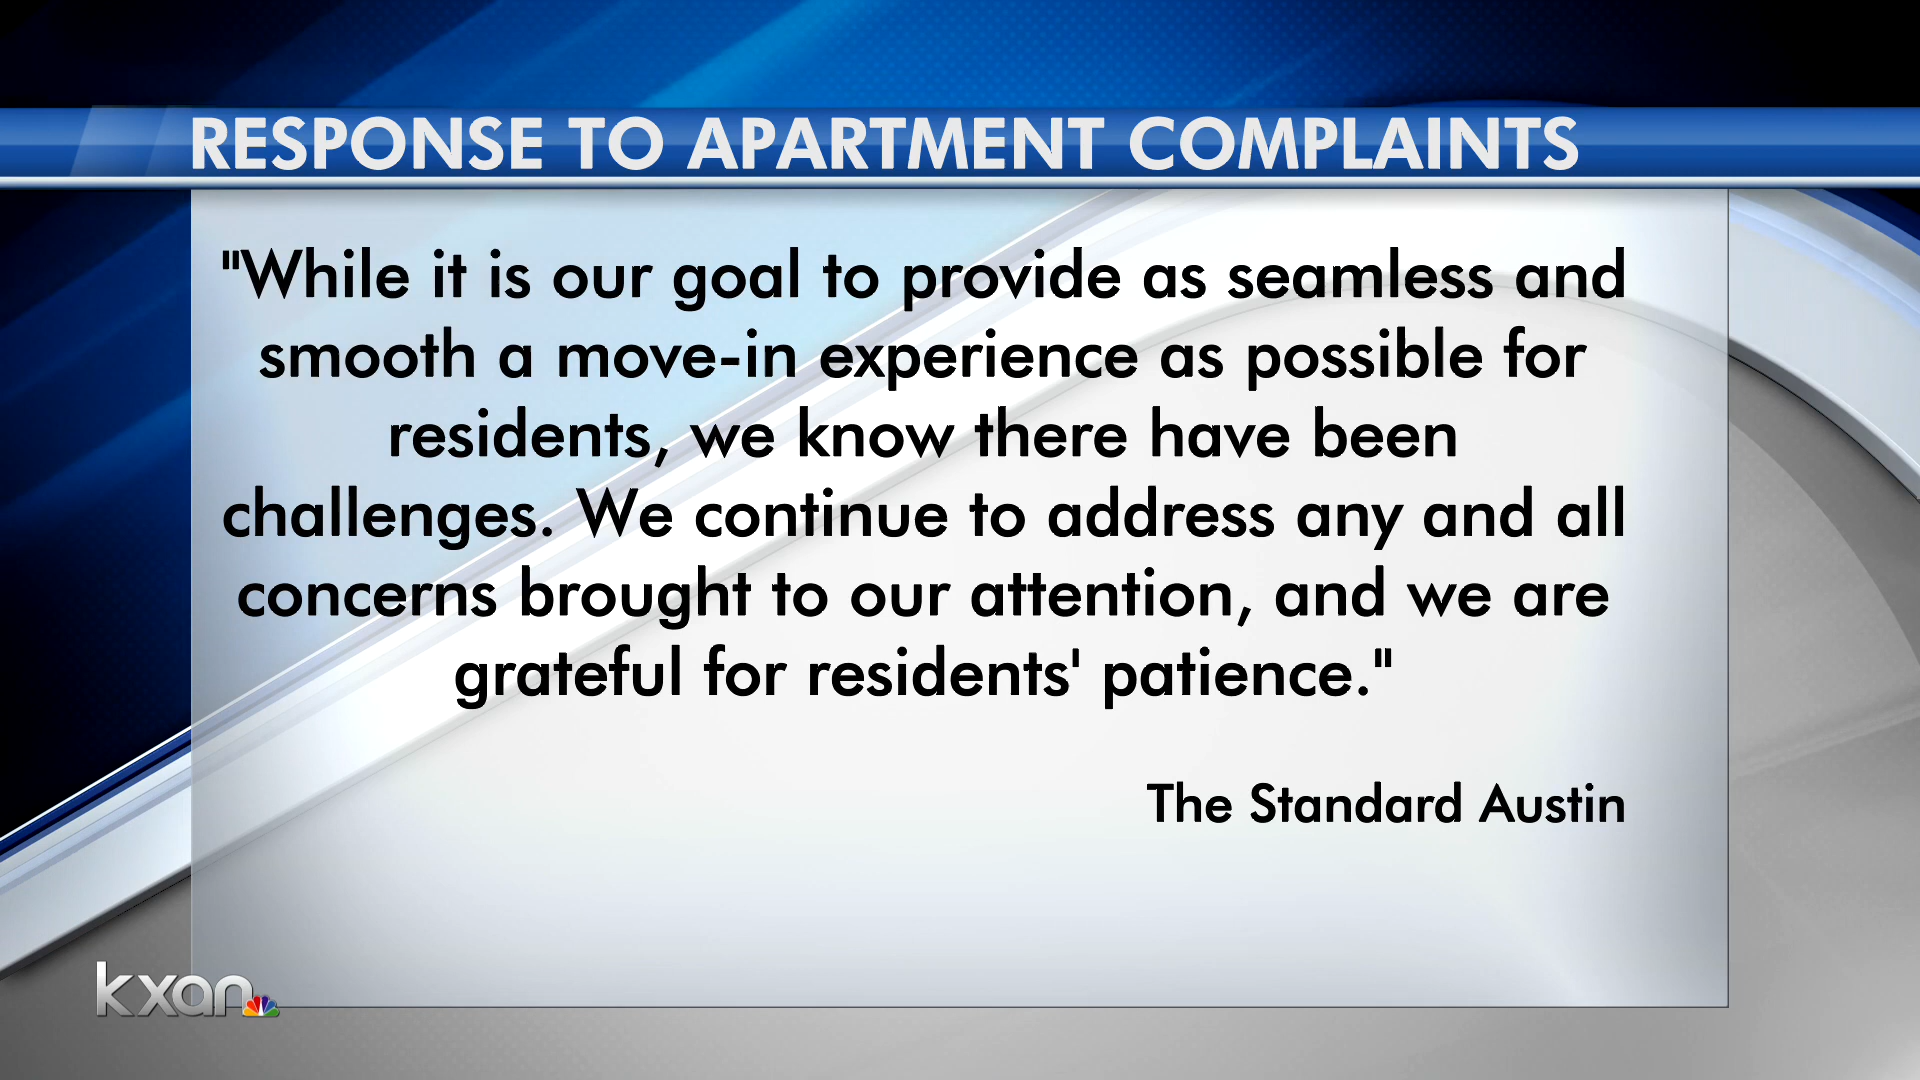 RESPONSE TO APARTMENT COMPLAINTS
"While it is our goal to provide as seamless and
smooth a move-in experience as possible for
residents, we know there have been
challenges. We continue to address any and all
concerns brought to our attention, and we are
grateful for residents' patience."
The Standard Austin
kxan